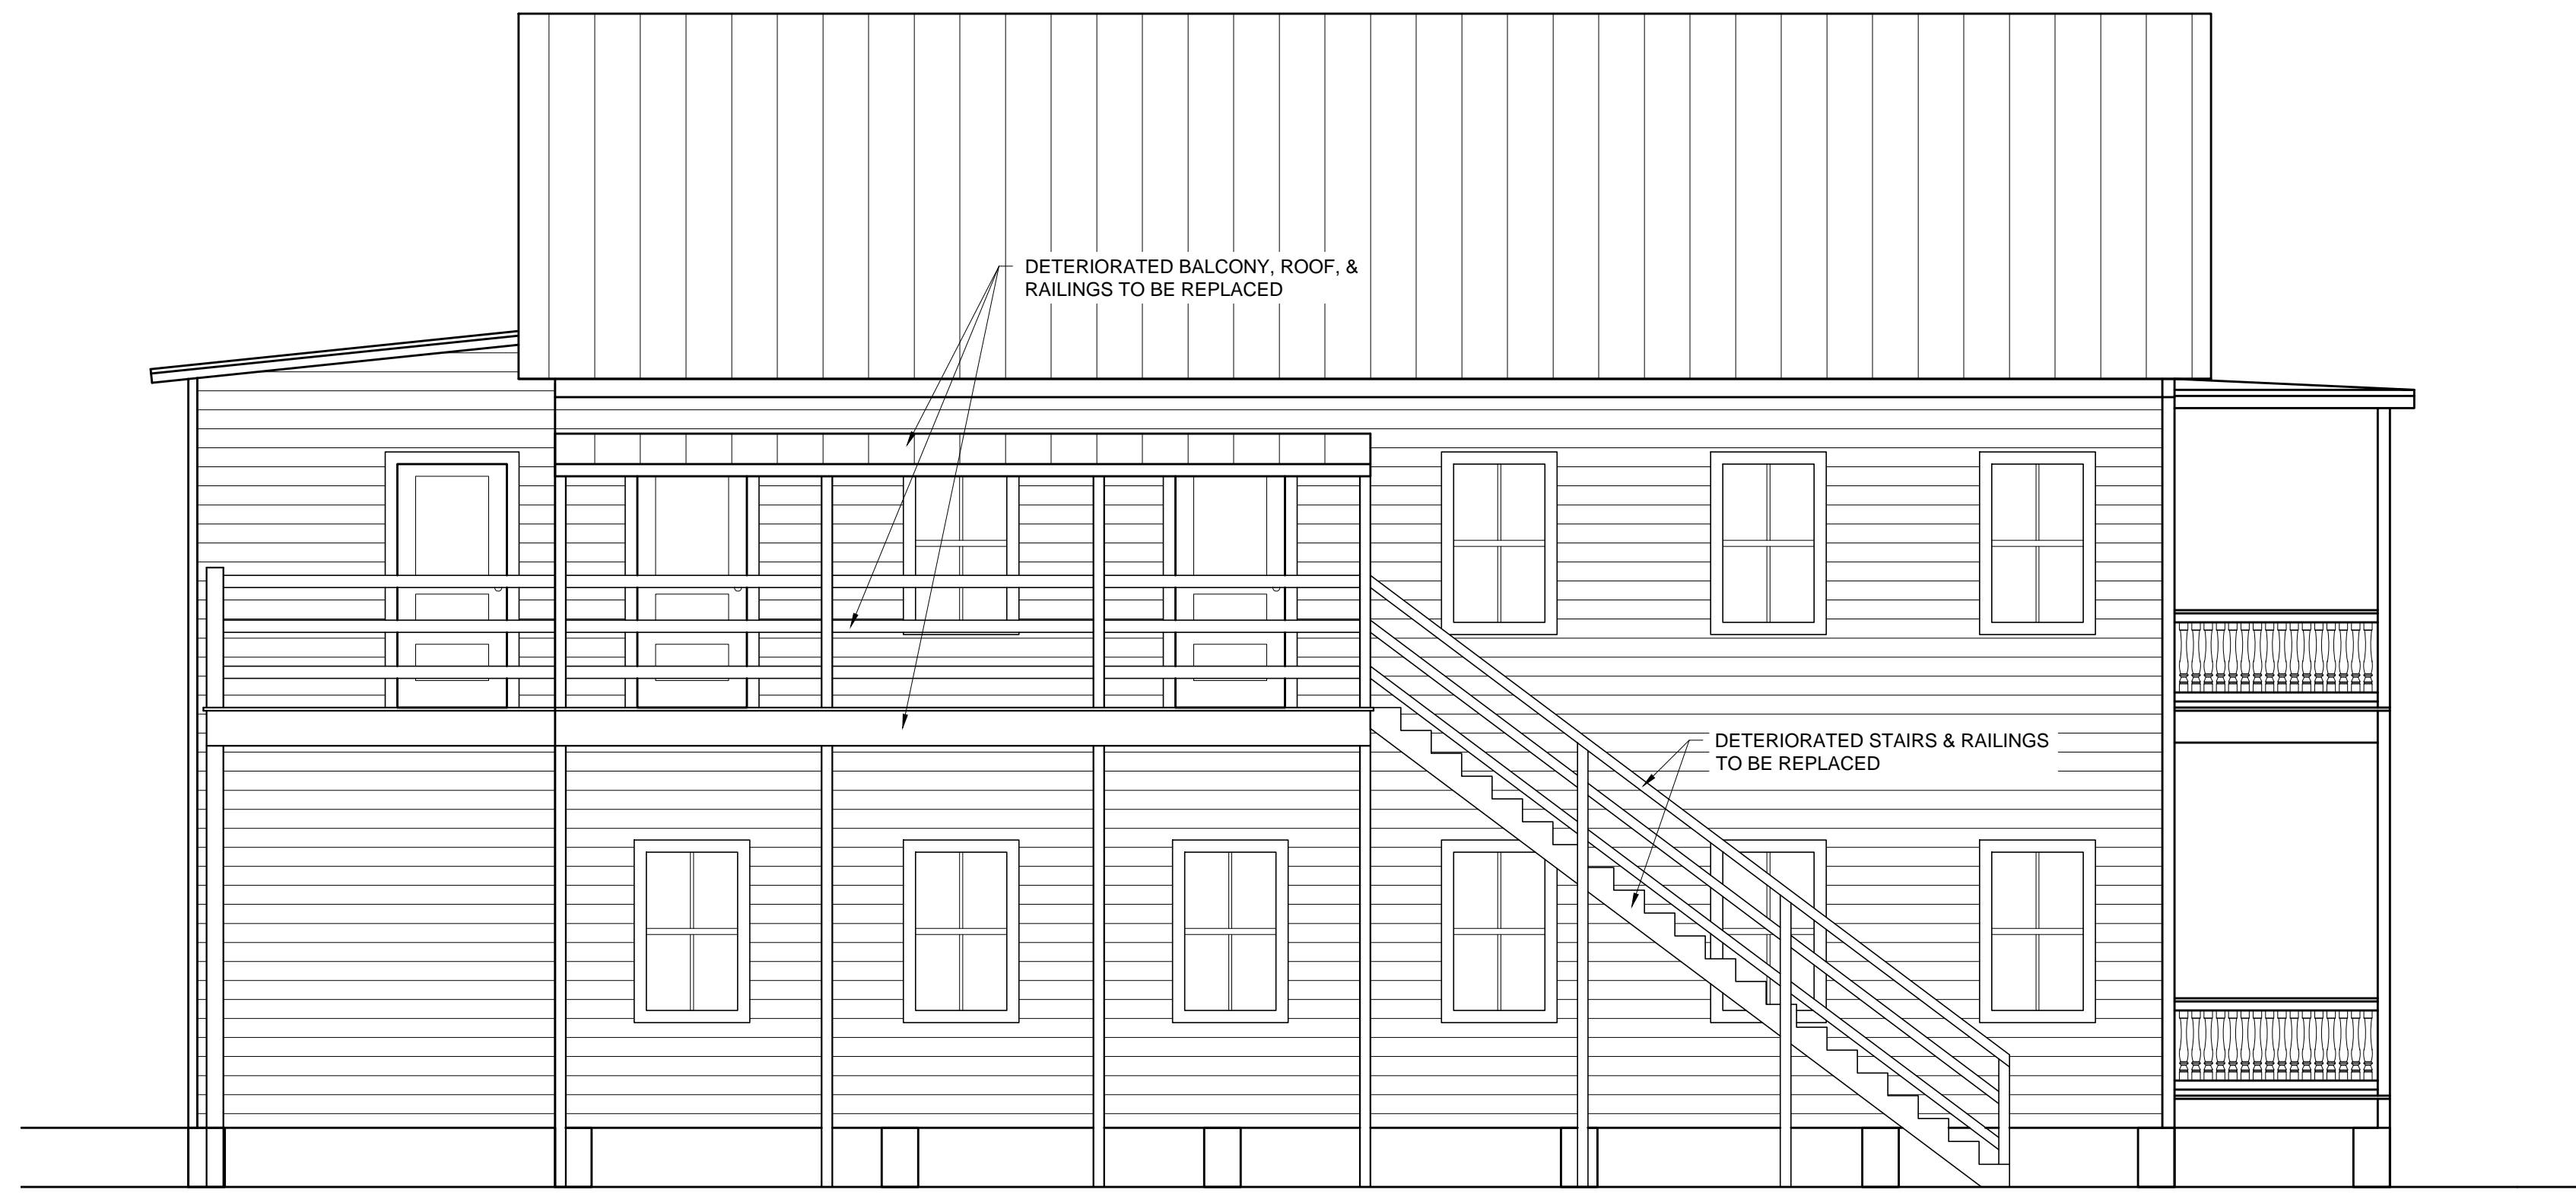 DETERIORATED BALCONY, ROOF, &
RAILINGS TO BE REPLACED
DETERIORATED STAIRS & RAILINGS
TO BE REPLACED